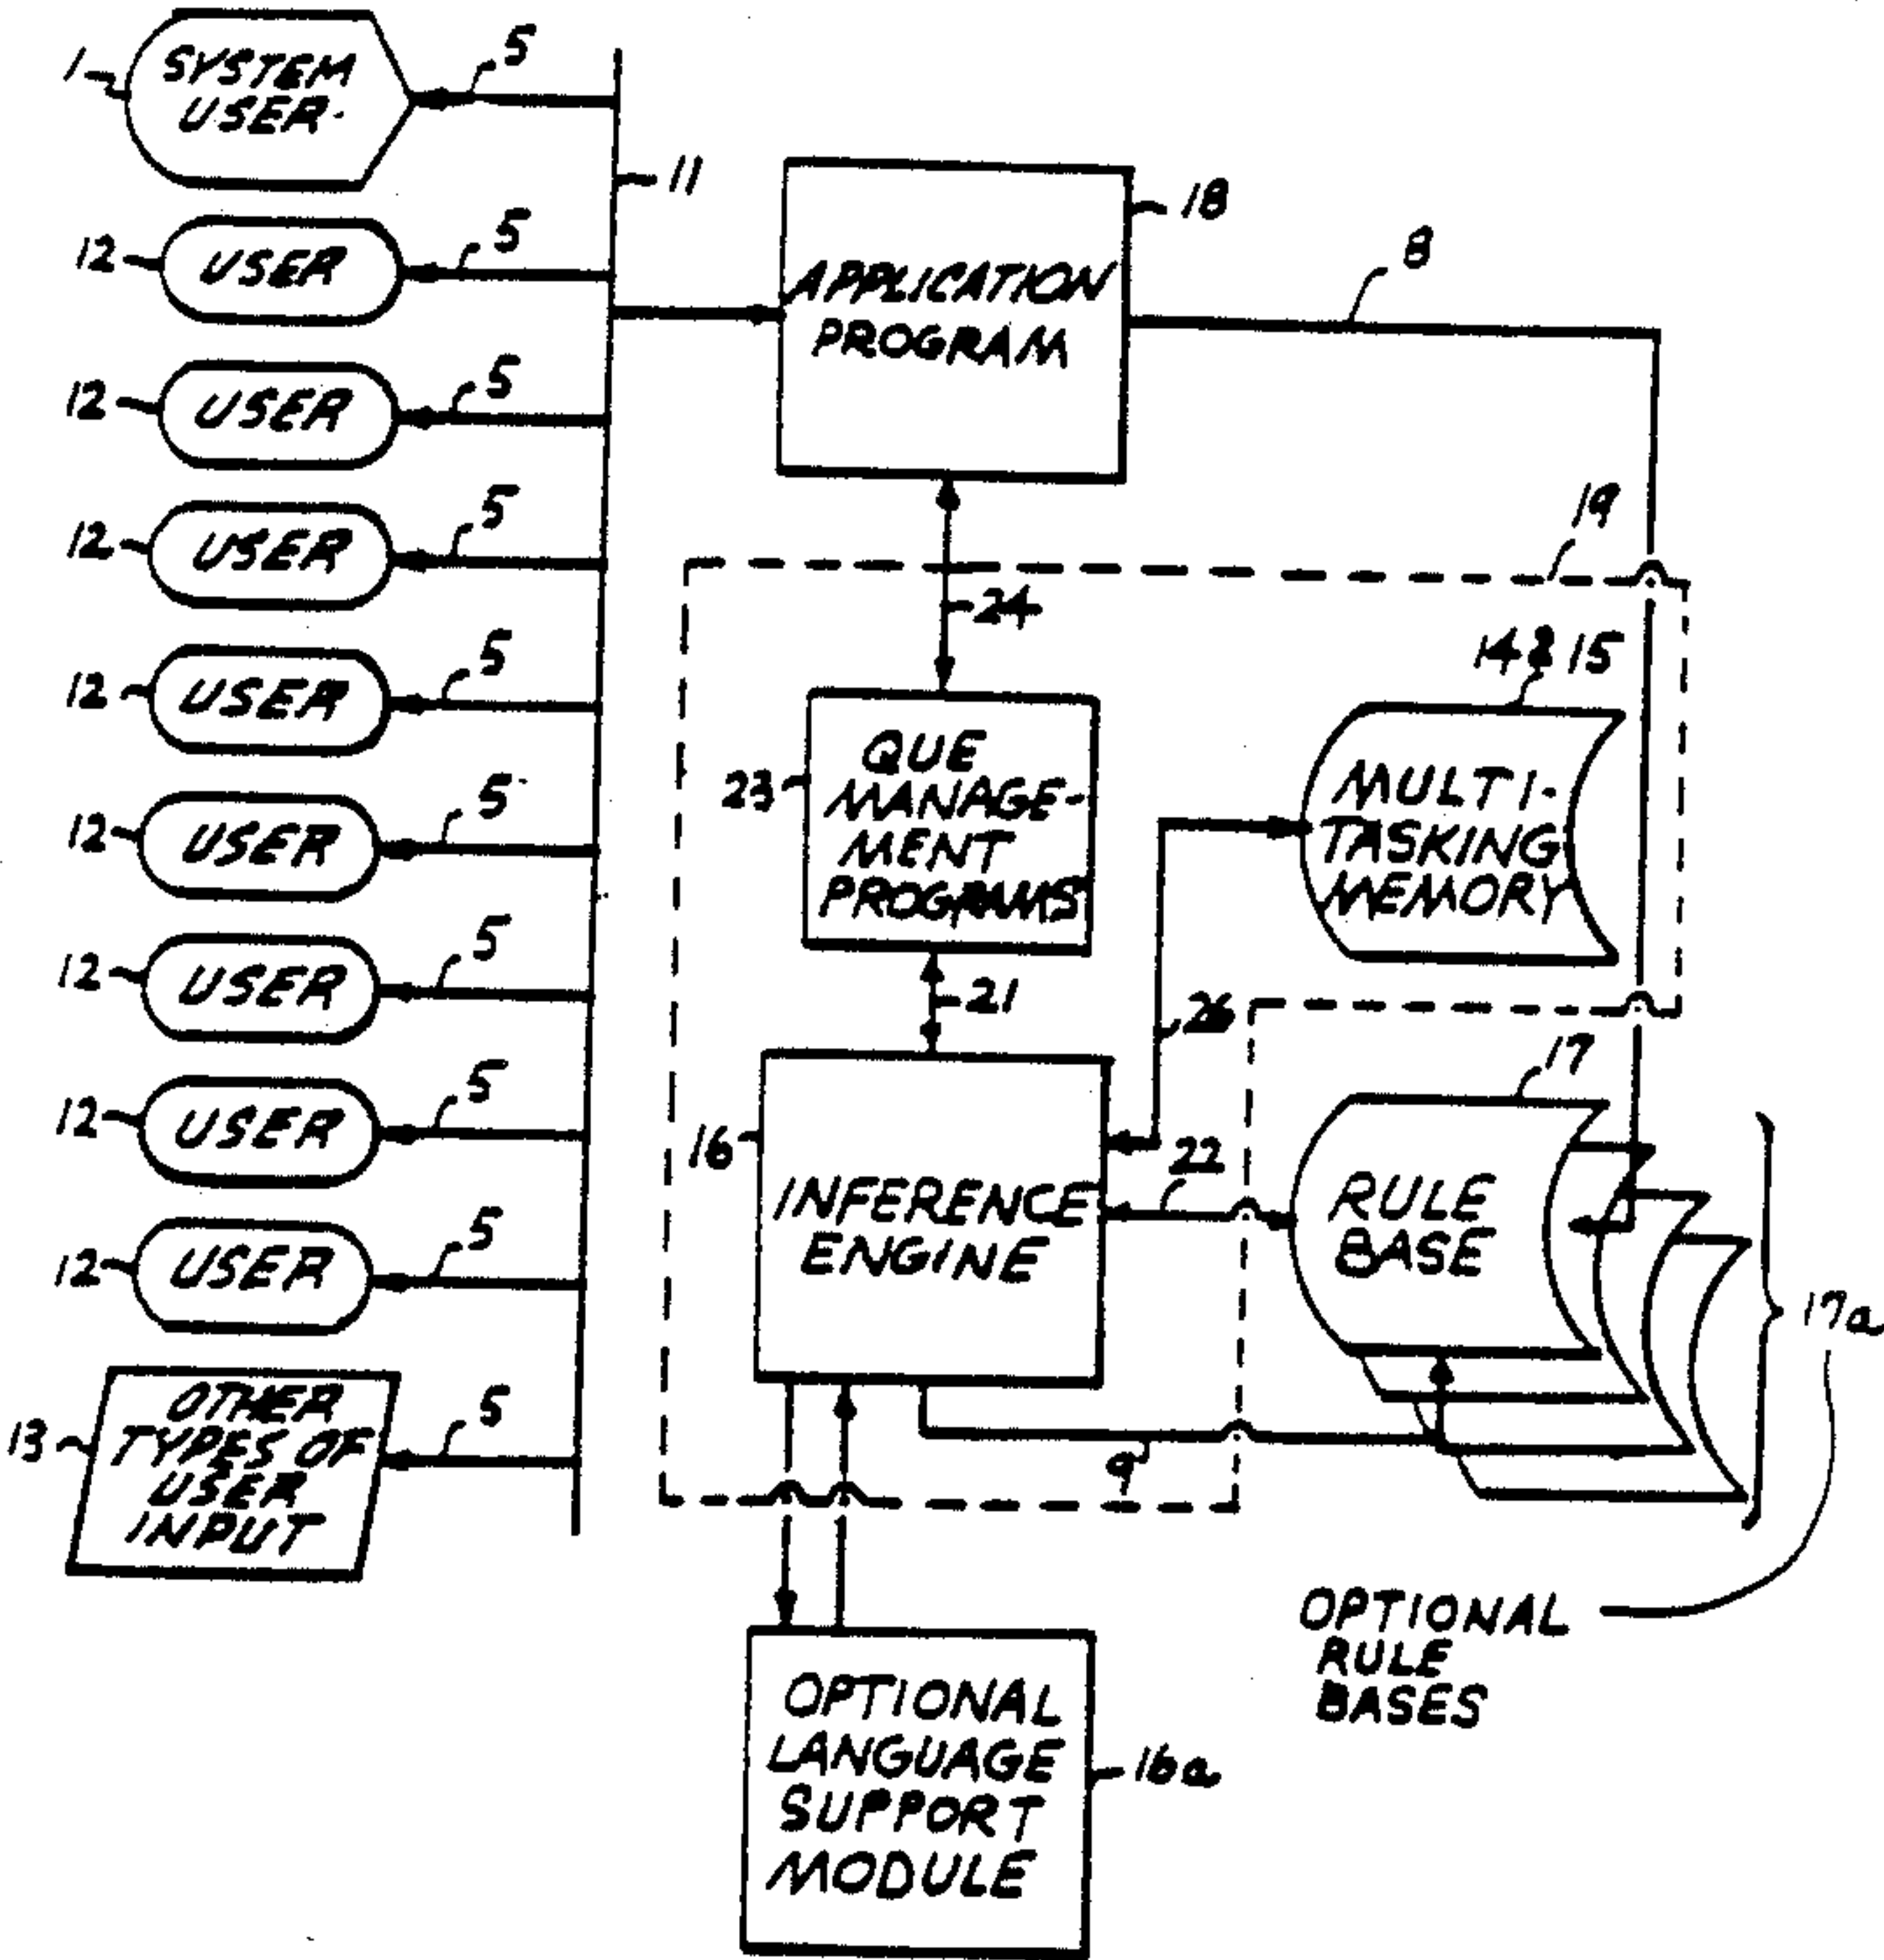 1
SYSTEM
USER
5
11
12
USER
5
12
USER
5
12
USER
5
12
USER
5
12
USER
5
12
USER
5
12
USER
5
12
USER
5
13
OTHER
TYPES OF
USER
INPUT
5
APPLICATION
PROGRAM
18
8
19
24
23
QUE
MANAGE-
MENT
PROGRAMS
14 & 15
MULTI-
TASKING
MEMORY
21
26
16
INFERENCE
ENGINE
22
17
RULE
BASE
17a
9
OPTIONAL
RULE
BASES
OPTIONAL
LANGUAGE
SUPPORT
MODULE
16a